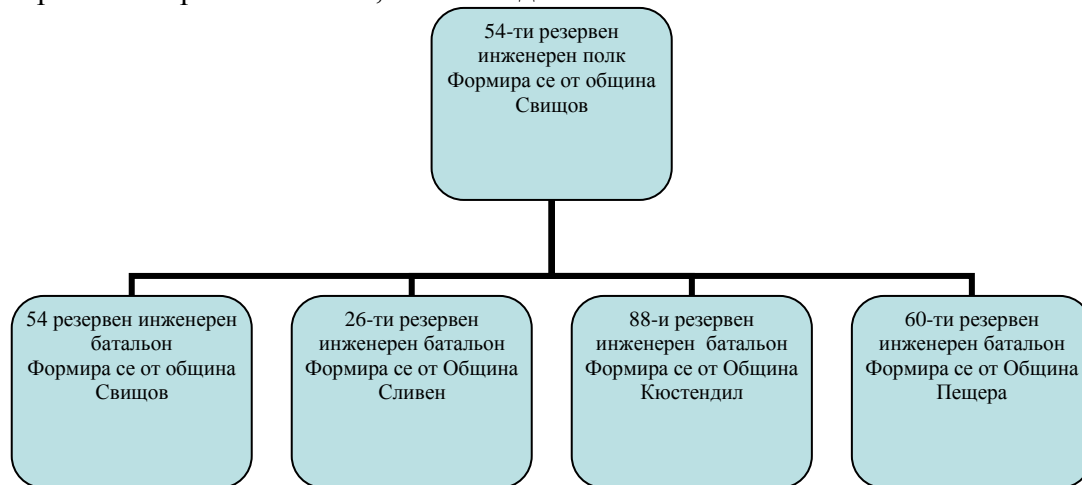 54-ти резервен
инженерен полк
Формира се от община
Свищов
54 резервен инженерен
батальон
Формира се от община
Свищов
26-ти резервен
инженерен батальон
Формира се от Община
Сливен
88-и резервен
инженерен батальон
Формира се от Община
Кюстендил
60-ти резервен
инженерен батальон
Формира се от Община
Пещера